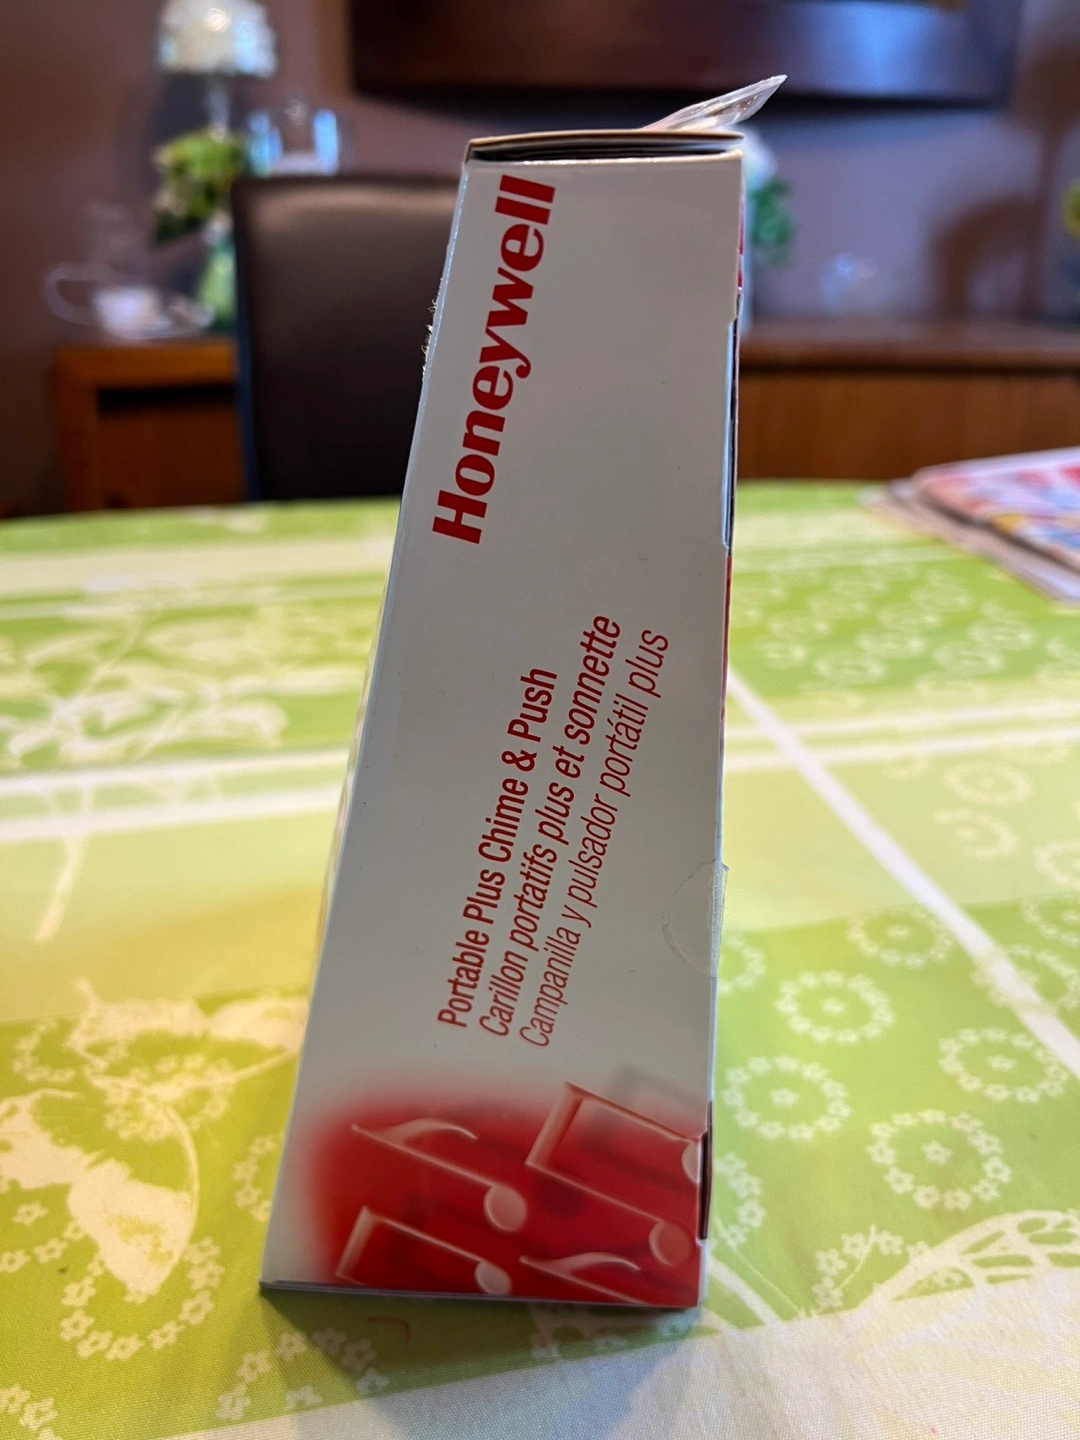 Honeywell
Portable Plus Chime & Push
Carillon portatifs plus et sonnette
Campanilla y pulsador portátil plus